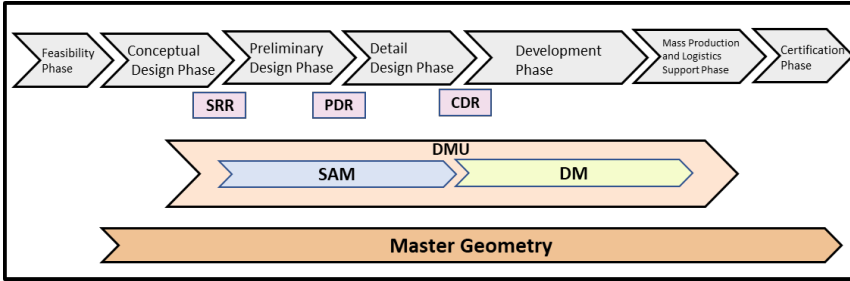 Feasibility
Phase
Conceptual
Design Phase
Preliminary
Design Phase
Detail
Design Phase
Development
Phase
Mass Production
and Logistics
Support Phase
Certification
Phase
SRR
PDR
CDR
DMU
SAM
DM
Master Geometry